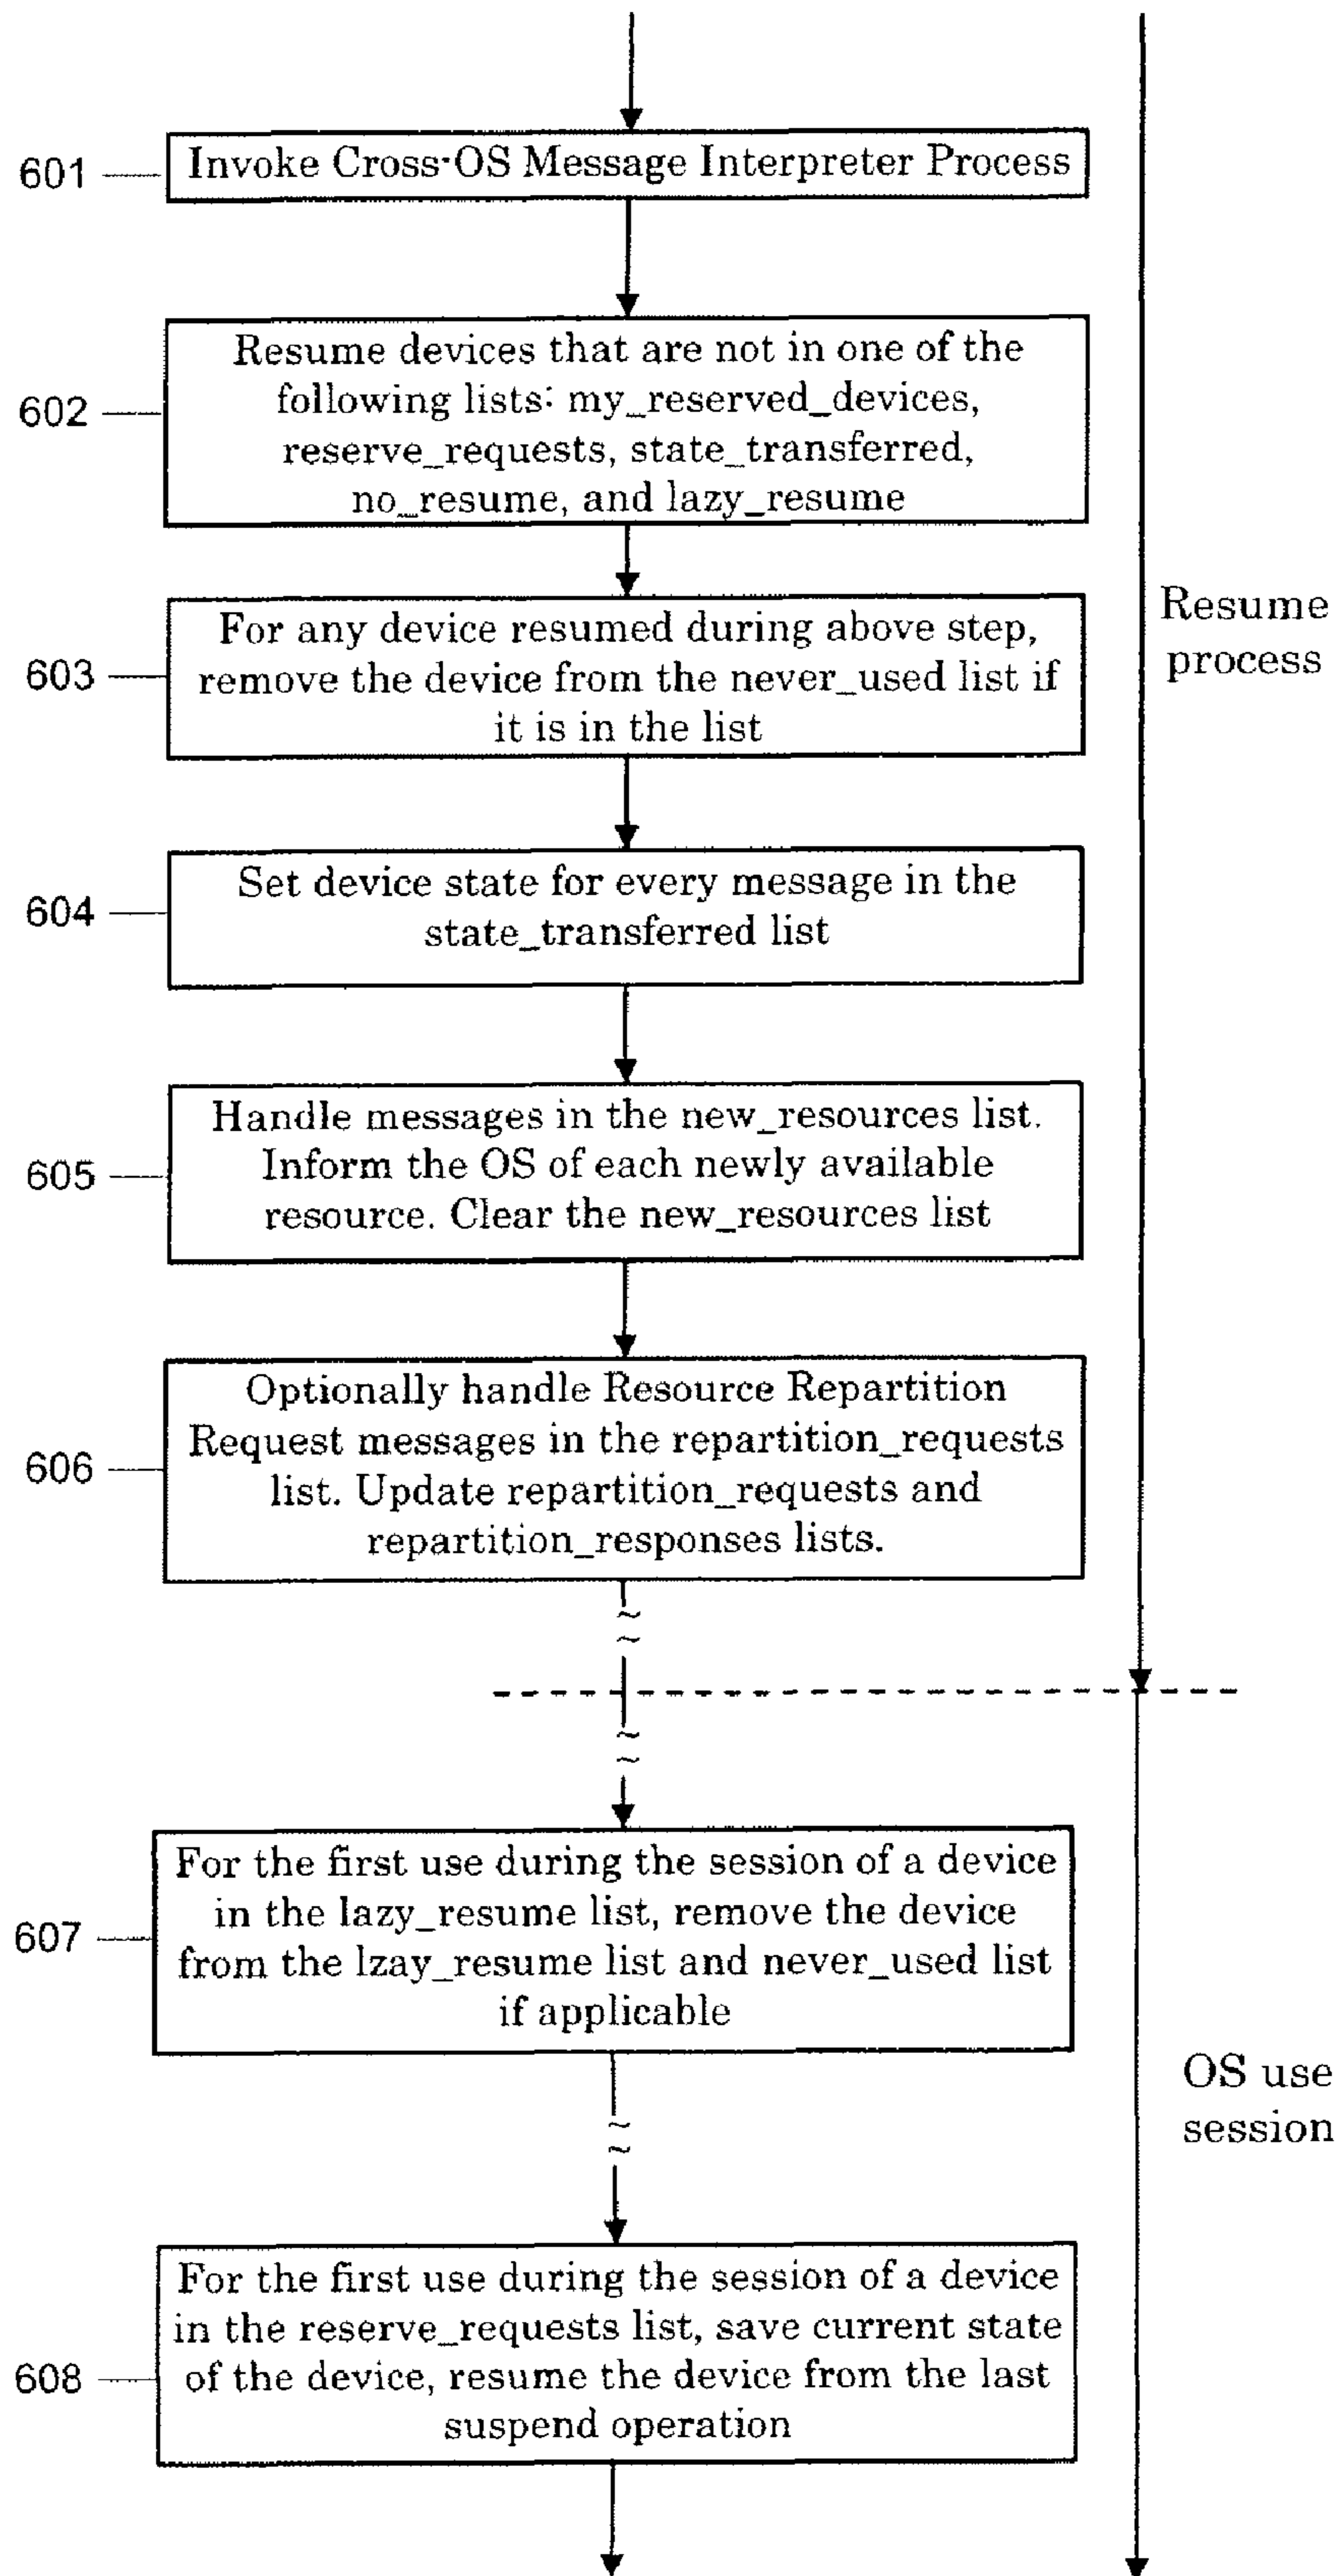 601
Invoke Cross-OS Message Interpreter Process
602
Resume devices that are not in one of the
following lists: my_reserved_devices,
reserve_requests, state_transferred,
no_resume, and lazy_resume
603
For any device resumed during above step,
remove the device from the never_used list if
it is in the list
Resume
process
604
Set device state for every message in the
state_transferred list
605
Handle messages in the new_resources list.
Inform the OS of each newly available
resource. Clear the new_resources list
606
Optionally handle Resource Repartition
Request messages in the repartition_requests
list. Update repartition_requests and
repartition_responses lists.
607
For the first use during the session of a device
in the lazy_resume list, remove the device
from the lzay_resume list and never_used list
if applicable
OS use
session
608
For the first use during the session of a device
in the reserve_requests list, save current state
of the device, resume the device from the last
suspend operation